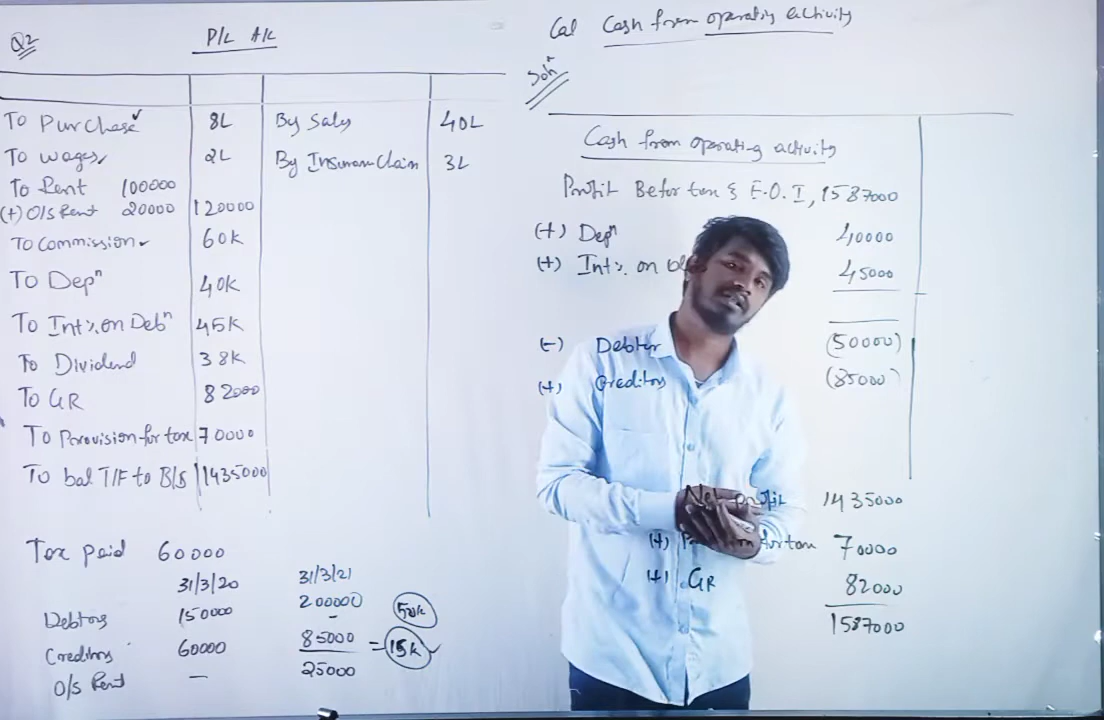 Q2
P/L A/c
To Purchase 8L By Sales 40L
To wages 2L By Insuran Claim 3L
To Rent 100000
(+) O/s Rent 20000 120000
To Commission 60K
To Depn 40K
To Int% on Debn 45K
To Dividend 38K
To GR 82000
To Provision for tax 70000
To bal T/F to B/S 1435000
Tax paid 60000
31/3/20 31/3/21
Debtors 150000 200000 50k
Creditors 60000 85000 = 15k
O/s Rent — 25000
Cal Cash from operating activity
Soln
Cash from operating activity
Profit Befor tax & E.O.I, 1587000
(+) Depn 40000
(+) Int% on 45000
(-) Debtor (50000)
(+) Creditors (85000)
Net profit 1435000
(+) for tax 70000
(+) GR 82000
1587000